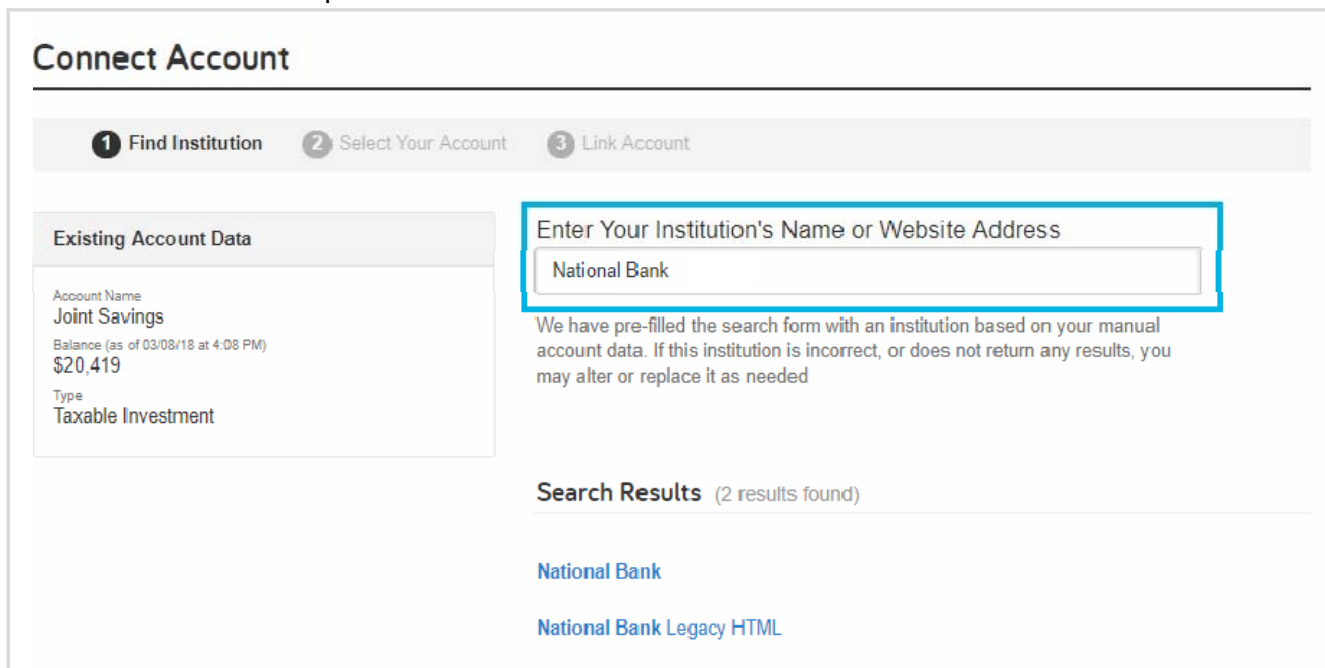 Connect Account
1 Find Institution 2 Select Your Account 3 Link Account
Existing Account Data
Account Name
Joint Savings
Balance (as of 03/08/18 at 4:08 PM)
$20,419
Type
Taxable Investment
Enter Your Institution's Name or Website Address
National Bank
We have pre-filled the search form with an institution based on your manual
account data. If this institution is incorrect, or does not return any results, you
may alter or replace it as needed
Search Results (2 results found)
National Bank
National Bank Legacy HTML